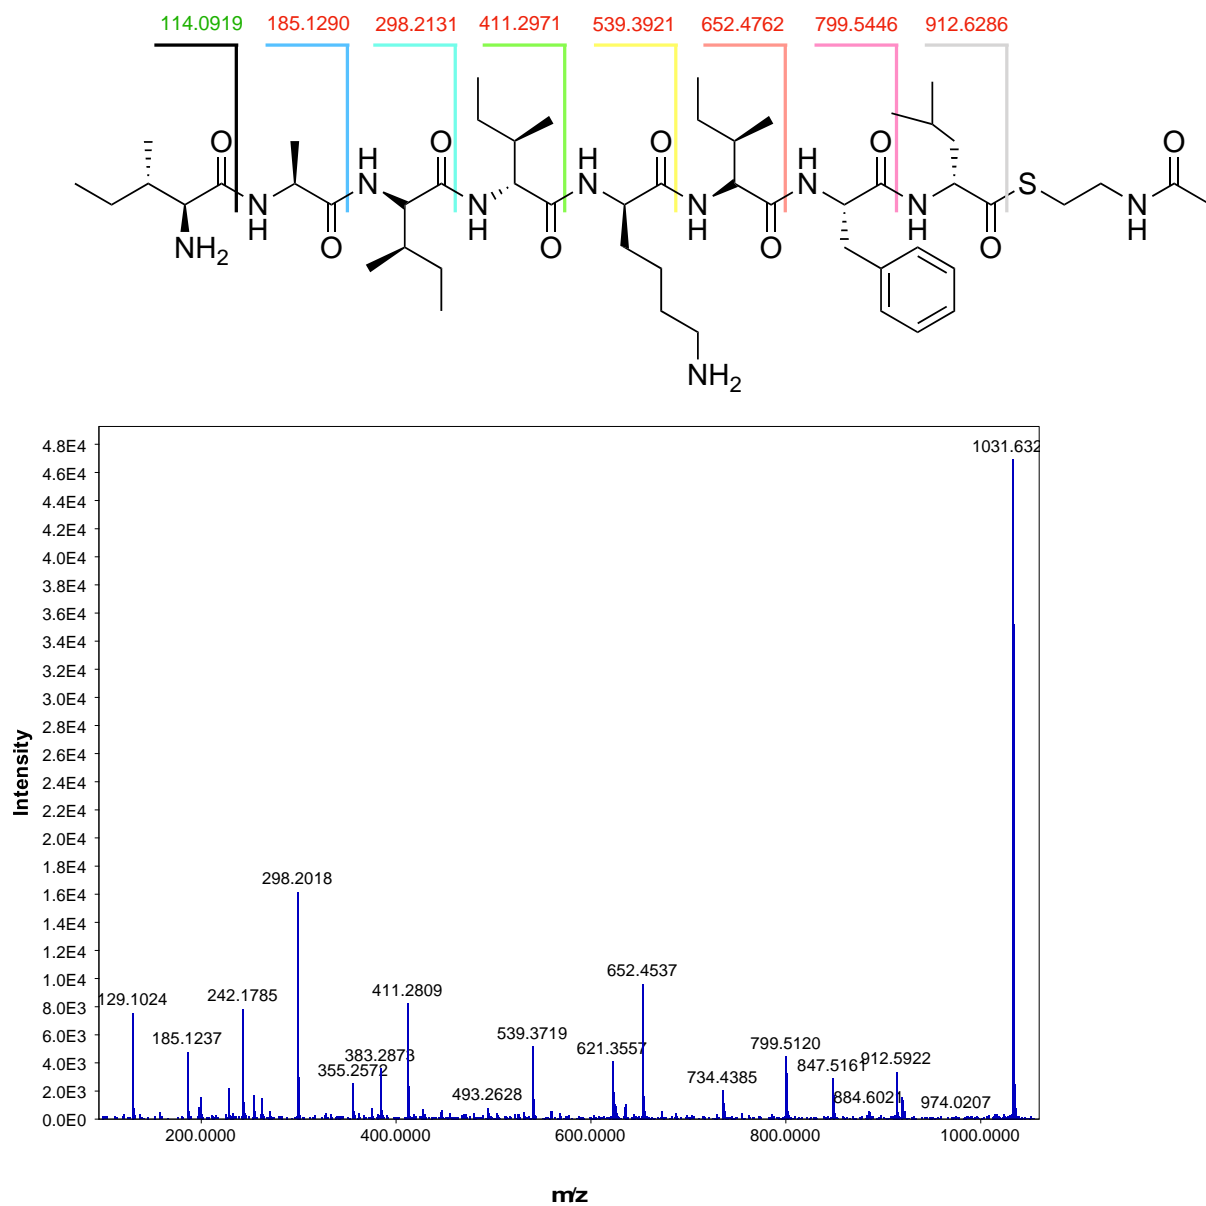 114.0919 185.1290 298.2131 411.2971 539.3921 652.4762 799.5446 912.6286
O H O O H O O
N H N H N H N S
H O N O N O N O N
NH2 H H H H
NH2
4.8E4 1031.632
4.6E4
4.4E4
4.2E4
4.0E4
3.8E4
3.6E4
3.4E4
3.2E4
3.0E4
2.8E4
2.6E4
2.4E4
2.2E4
2.0E4
1.8E4
298.2018
1.6E4
1.4E4
1.2E4
652.4537
1.0E4
129.1024 242.1785 411.2809
8.0E3
185.1237 539.3719
6.0E3
383.2873 621.3557 799.5120
355.2572 847.5161 912.5922
4.0E3
734.4385
2.0E3
493.2628 884.6021 974.0207
0.0E0
200.0000 400.0000 600.0000 800.0000 1000.0000
Intensity
m/z